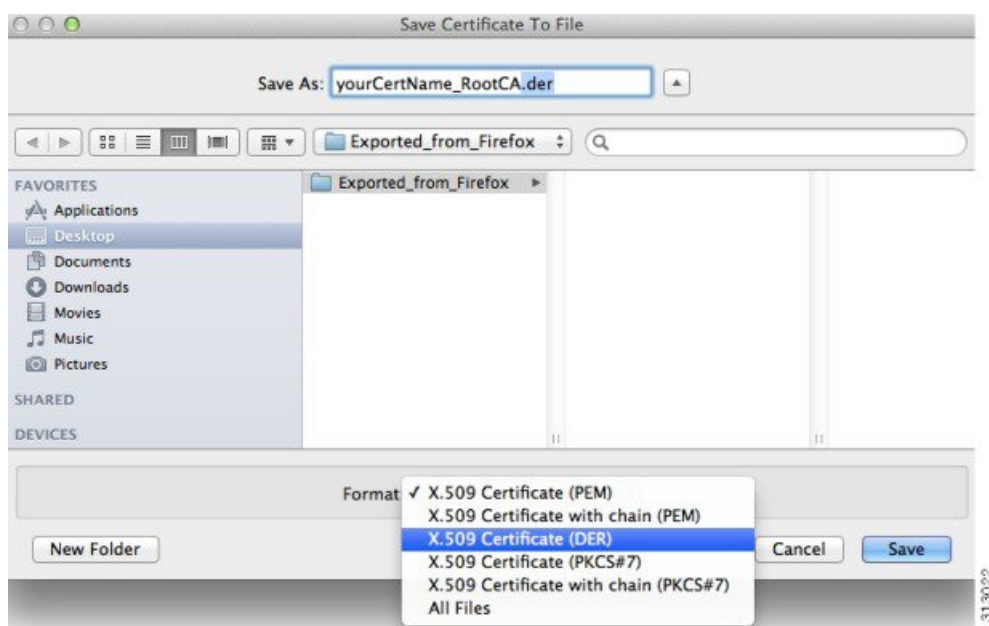 Save Certificate To File
Save As: yourCertName_RootCA.der
Exported_from_Firefox
FAVORITES
Applications
Desktop
Documents
Downloads
Movies
Music
Pictures
SHARED
DEVICES
Exported_from_Firefox
Format ✓ X.509 Certificate (PEM)
X.509 Certificate with chain (PEM)
X.509 Certificate (DER)
X.509 Certificate (PKCS#7)
X.509 Certificate with chain (PKCS#7)
All Files
New Folder
Cancel
Save
313022